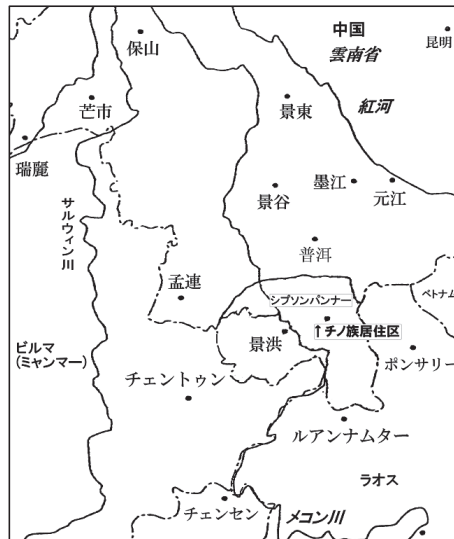 中国
雲南省
昆明
保山
芒市
景東
紅河
瑞麗
墨江
元江
景谷
サルウィン川
普洱
孟連
シプソンパンナー
ベトナム
↑チノ族居住区
ビルマ
(ミャンマー)
景洪
ポンサリー
チェントゥン
ルアンナムター
ラオス
チェンセン
メコン川